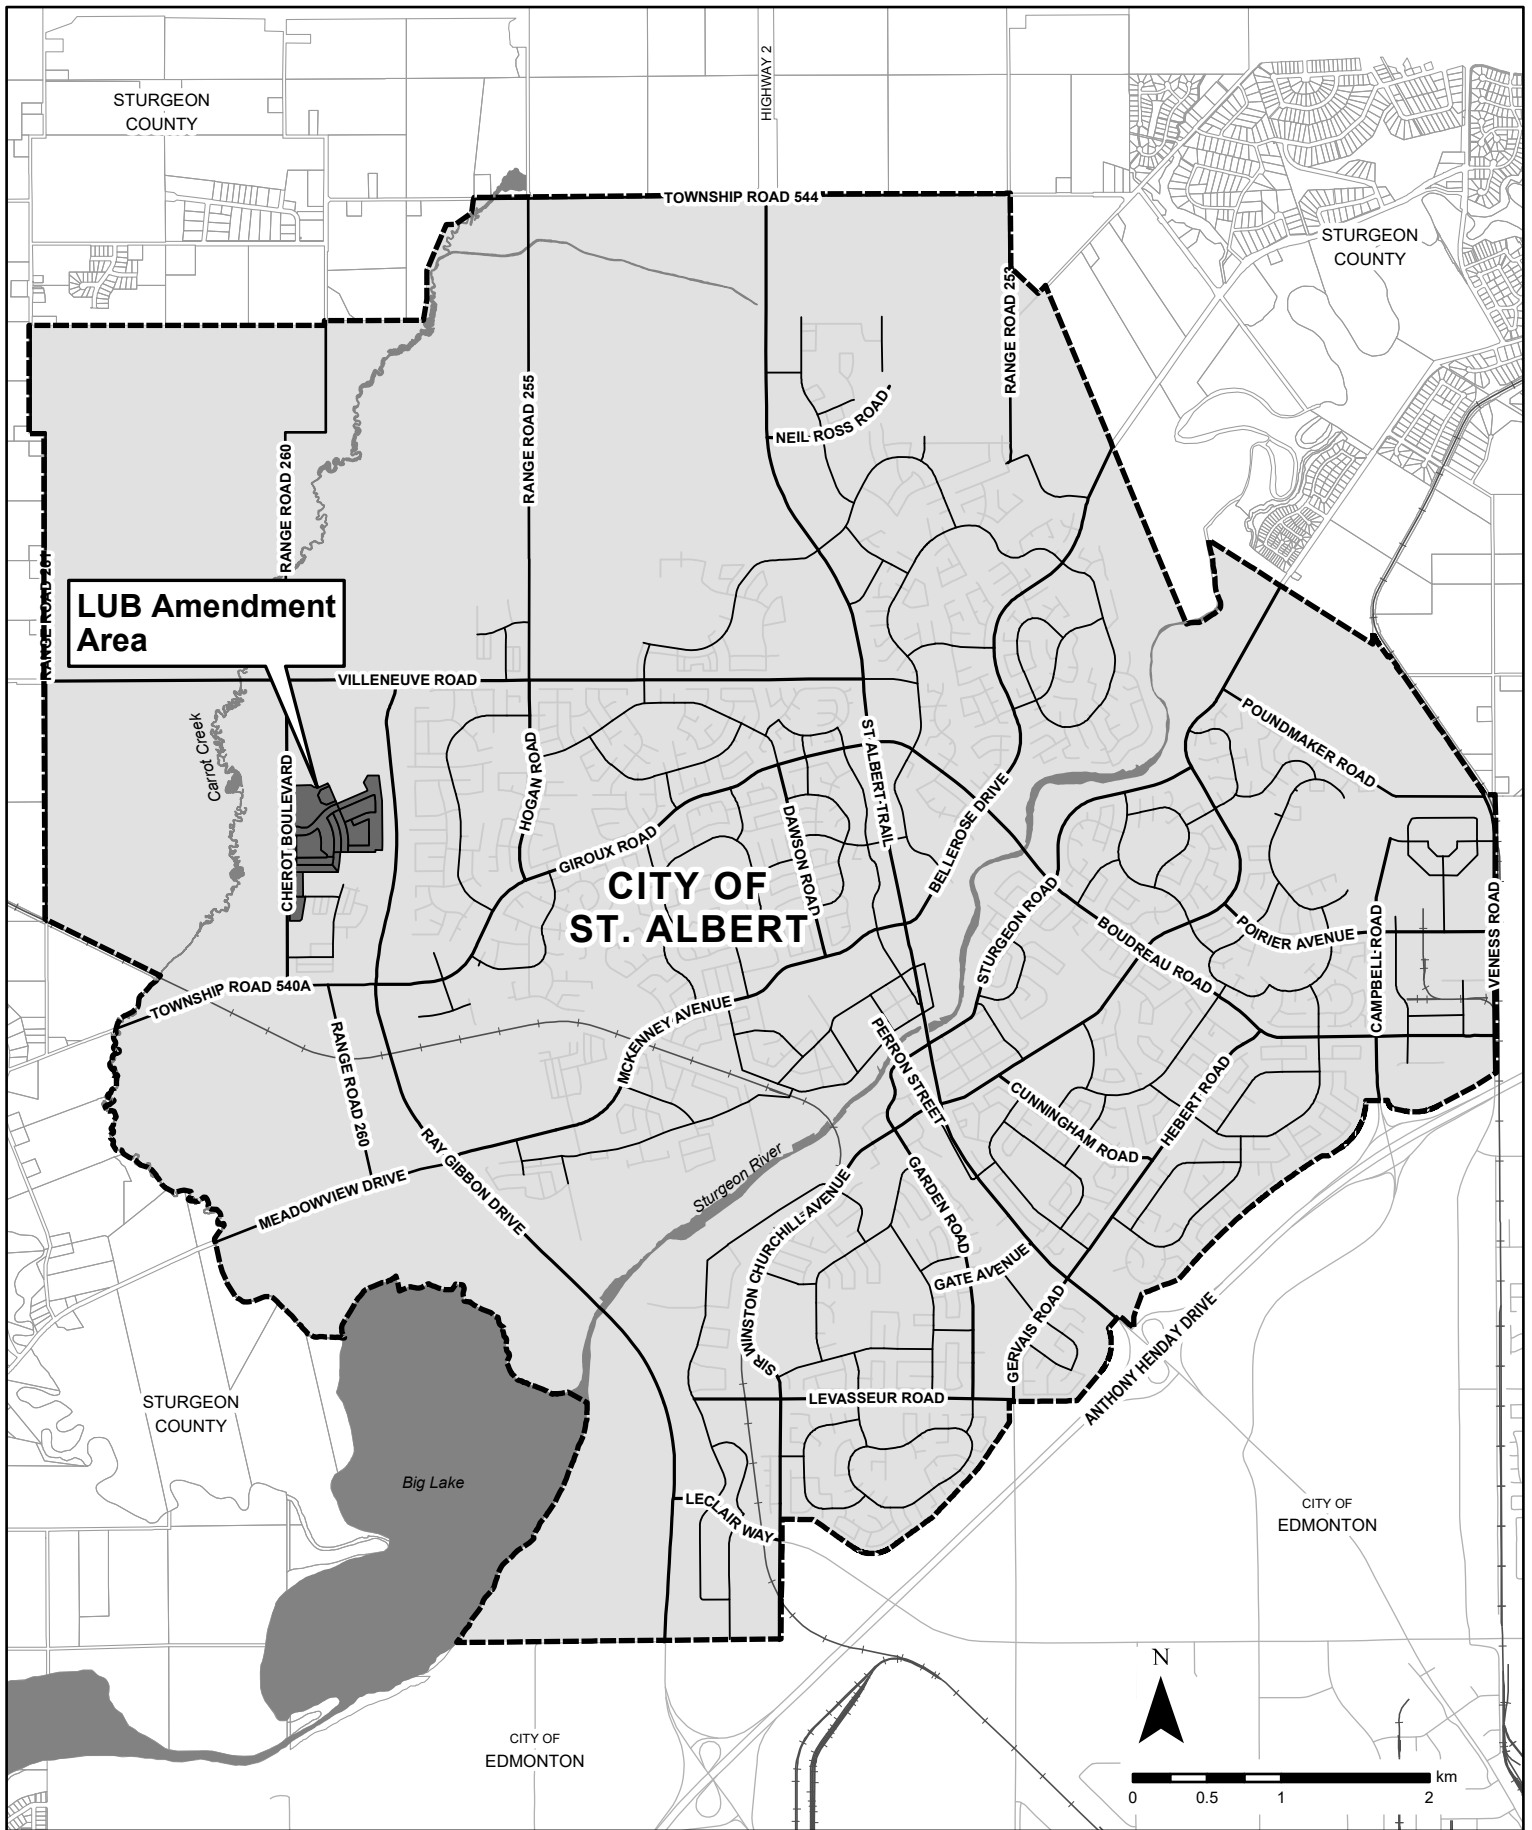 STURGEON
COUNTY
HIGHWAY 2
TOWNSHIP ROAD 544
STURGEON
COUNTY
RANGE ROAD 253
RANGE ROAD 255
NEIL ROSS ROAD
RANGE ROAD 260
RANGE ROAD 261
LUB Amendment
Area
VILLENEUVE ROAD
Carrot Creek
CHEROT BOULEVARD
HOGAN ROAD
GIROUX ROAD
DAWSON ROAD
ST. ALBERT TRAIL
BELLEROSE DRIVE
POUNDMAKER ROAD
CITY OF
ST. ALBERT
STURGEON ROAD
BOUDREAU ROAD
POIRIER AVENUE
CAMPBELL ROAD
VENESS ROAD
TOWNSHIP ROAD 540A
RANGE ROAD 260
MCKENNEY AVENUE
PERRON STREET
CUNNINGHAM ROAD
HEBERT ROAD
MEADOWVIEW DRIVE
RAY GIBBON DRIVE
Sturgeon River
SIR WINSTON CHURCHILL AVENUE
GARDEN ROAD
GATE AVENUE
GERVAIS ROAD
ANTHONY HENDAY DRIVE
LEVASSEUR ROAD
STURGEON
COUNTY
Big Lake
LECLAIR WAY
CITY OF
EDMONTON
CITY OF
EDMONTON
N
km
0 0.5 1 2